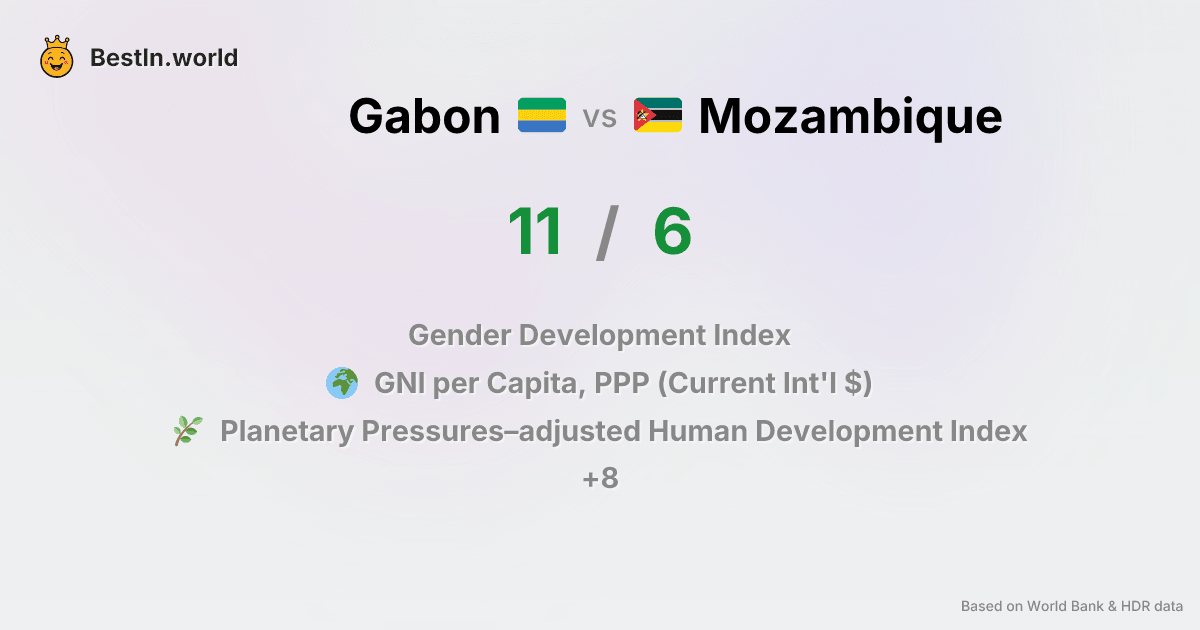 BestIn.world
Gabon vs Mozambique
11 / 6
Gender Development Index
GNI per Capita, PPP (Current Int'l $)
Planetary Pressures–adjusted Human Development Index
+8
Based on World Bank & HDR data